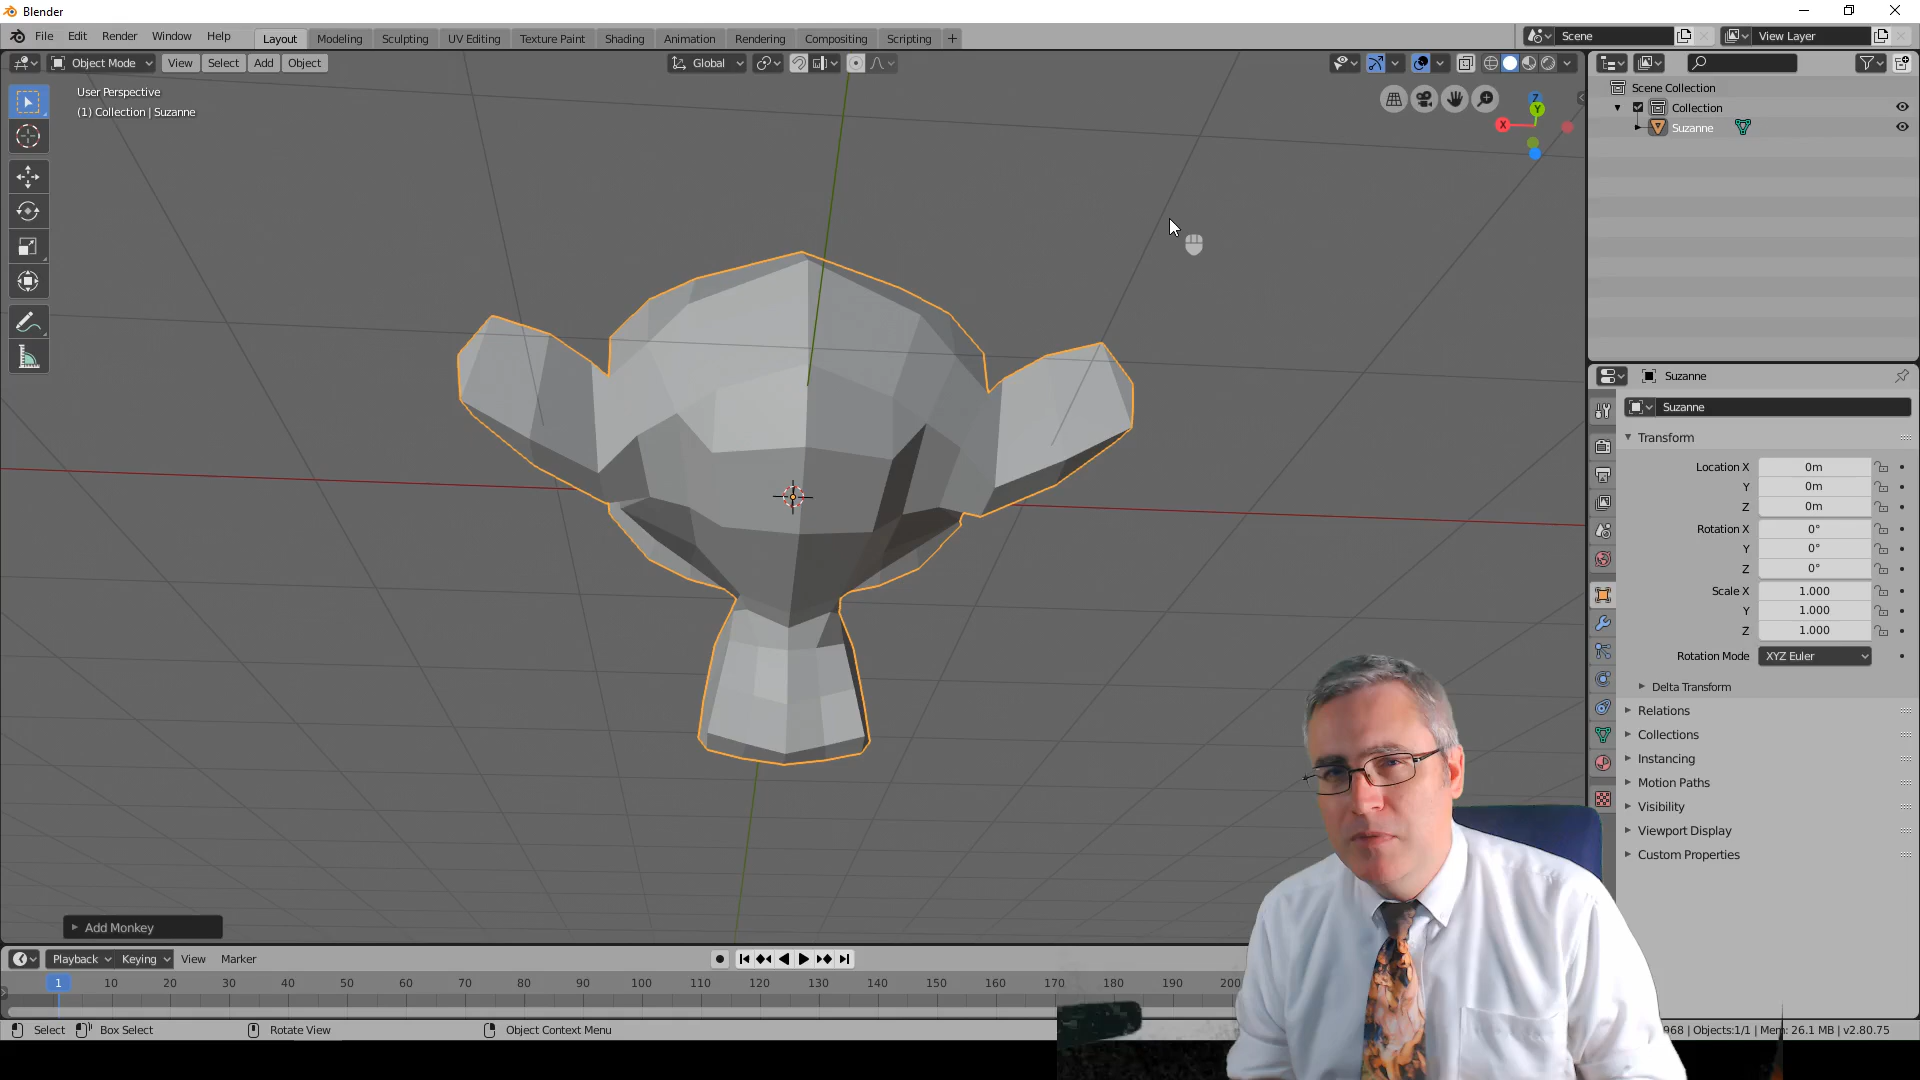 Blender
File Edit Render Window Help
Layout Modeling Sculpting UV Editing Texture Paint Shading Animation Rendering Compositing Scripting +
Scene
View Layer
Object Mode View Select Add Object
Global
User Perspective
(1) Collection | Suzanne
Z
Y
X
Scene Collection
Collection
Suzanne
Suzanne
Suzanne
Transform
Location X 0m
Y 0m
Z 0m
Rotation X 0°
Y 0°
Z 0°
Scale X 1.000
Y 1.000
Z 1.000
Rotation Mode XYZ Euler
Delta Transform
Relations
Collections
Instancing
Motion Paths
Visibility
Viewport Display
Custom Properties
Add Monkey
Playback Keying View Marker
1 10 20 30 40 50 60 70 80 90 100 110 120 130 140 150 160 170 180 190 200
Select Box Select Rotate View Object Context Menu
968 | Objects:1/1 | Mem: 26.1 MB | v2.80.75